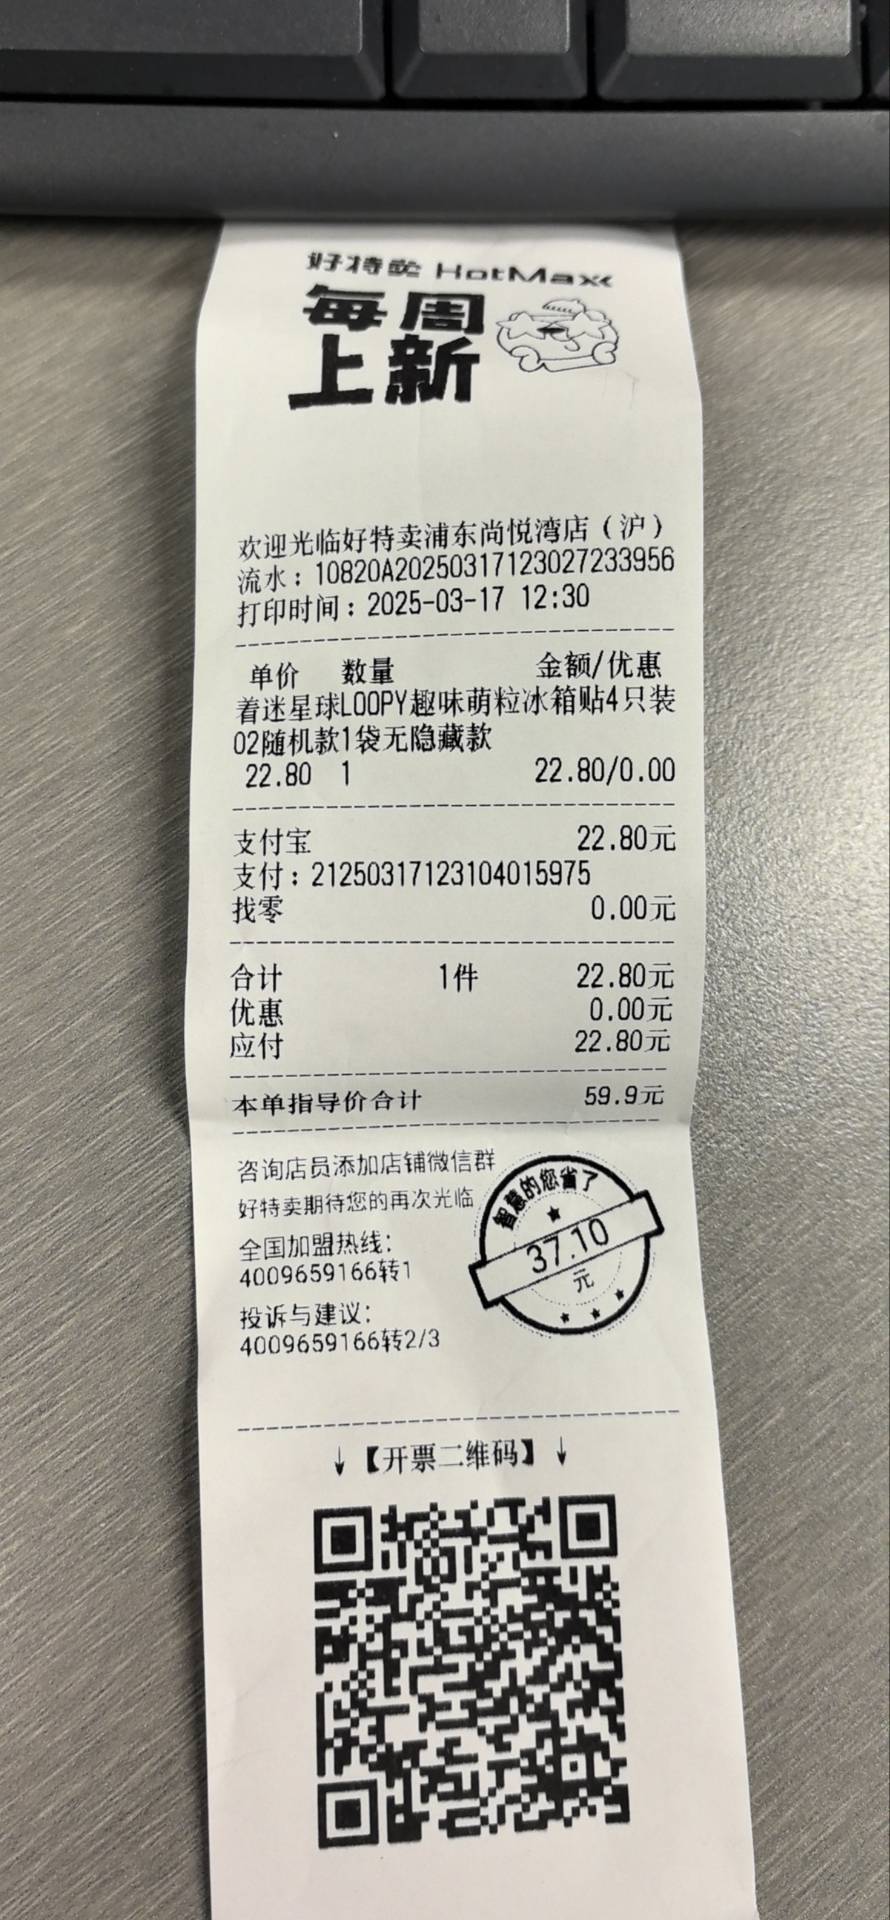 好特卖 HotMaxx
每周
上新
欢迎光临好特卖浦东尚悦湾店（沪）
流水：10820A20250317123027233956
打印时间：2025-03-17 12:30
单价 数量 金额/优惠
着迷星球LOOPY趣味萌粒冰箱贴4只装
02随机款1袋无隐藏款
22.80 1 22.80/0.00
支付宝 22.80元
支付：21250317123104015975
找零 0.00元
合计 1件 22.80元
优惠 0.00元
应付 22.80元
本单指导价合计 59.9元
咨询店员添加店铺微信群
好特卖期待您的再次光临
全国加盟热线：
4009659166转1
投诉与建议：
4009659166转2/3
智慧的您省了
37.10
元
↓【开票二维码】↓